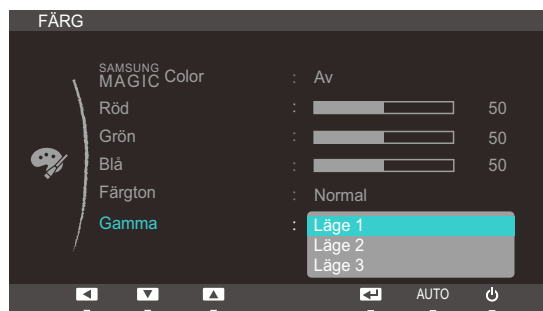 FÄRG
SAMSUNG MAGIC Color : Av
Röd : 50
Grön : 50
Blå : 50
Färgton : Normal
Gamma : Läge 1
Läge 2
Läge 3
AUTO